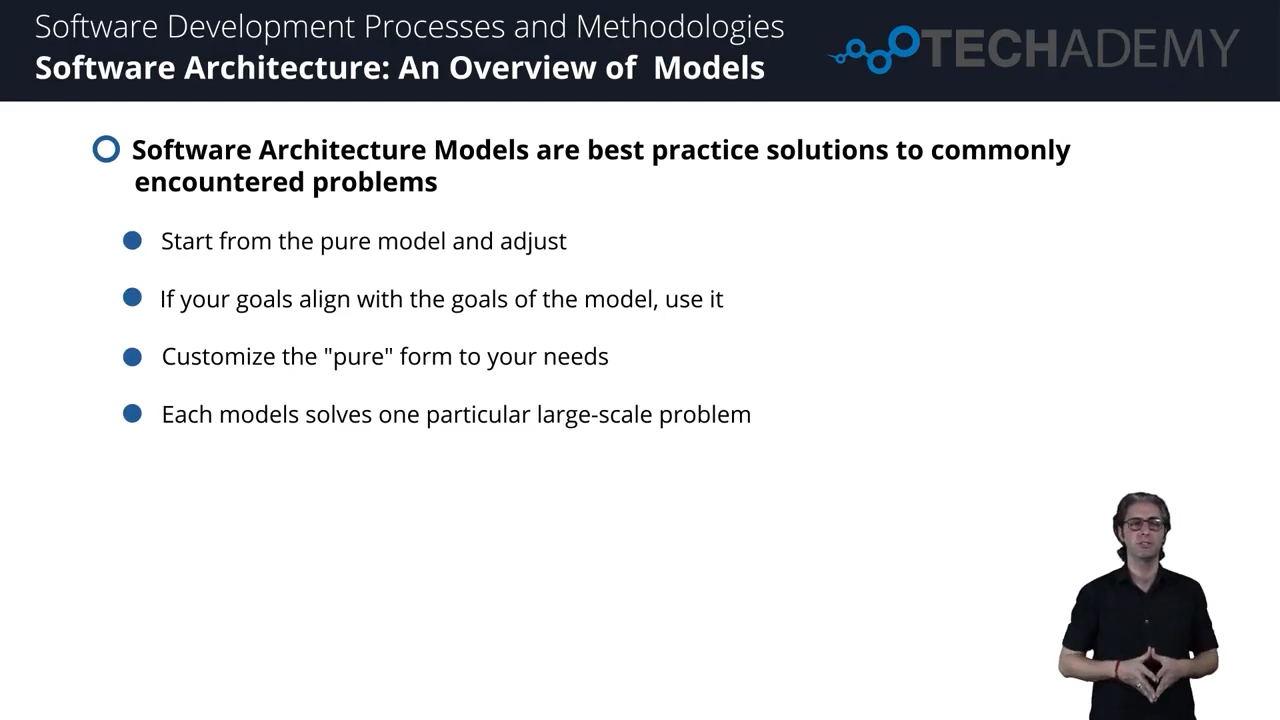 Software Development Processes and Methodologies
Software Architecture: An Overview of Models
TECHADEMY
Software Architecture Models are best practice solutions to commonly
encountered problems
Start from the pure model and adjust
If your goals align with the goals of the model, use it
Customize the "pure" form to your needs
Each models solves one particular large-scale problem